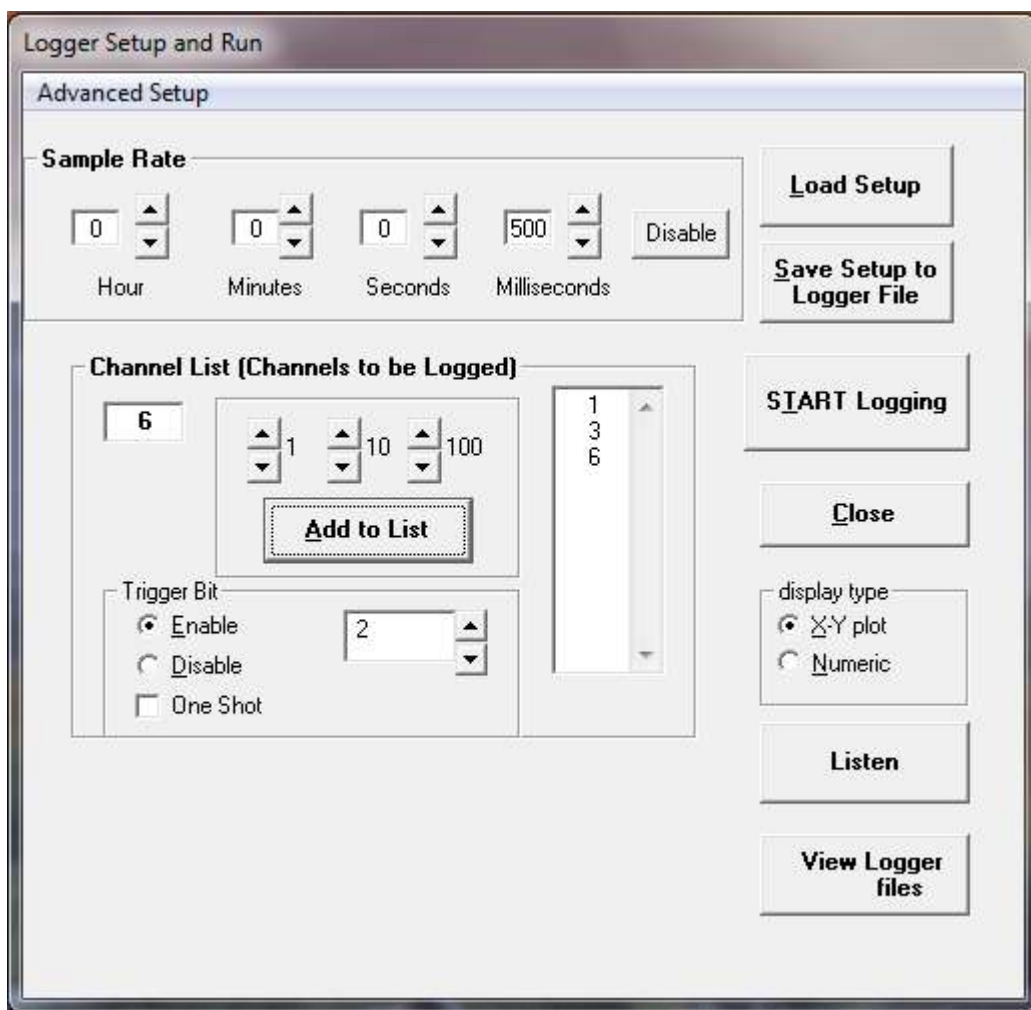 Logger Setup and Run
Advanced Setup
Sample Rate
0 0 0 500 Disable
Hour Minutes Seconds Milliseconds
Load Setup
Save Setup to
Logger File
Channel List (Channels to be Logged)
6
1 10 100
Add to List
1
3
6
Trigger Bit
Enable
Disable
One Shot
2
START Logging
Close
display type
X-Y plot
Numeric
Listen
View Logger
files